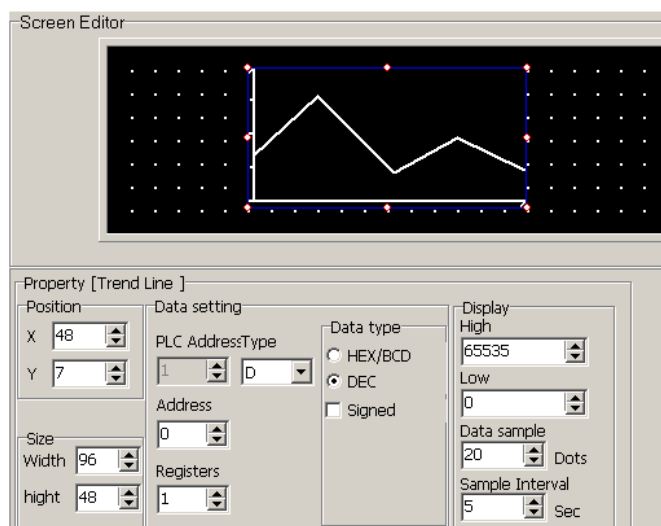 Screen Editor
Property [Trend Line ]
Position
X 48
Y 7
Size
Width 96
hight 48
Data setting
PLC Address Type
1 D
Address
0
Registers
1
Data type
HEX/BCD
DEC
Signed
Display
High
65535
Low
0
Data sample
20 Dots
Sample Interval
5 Sec